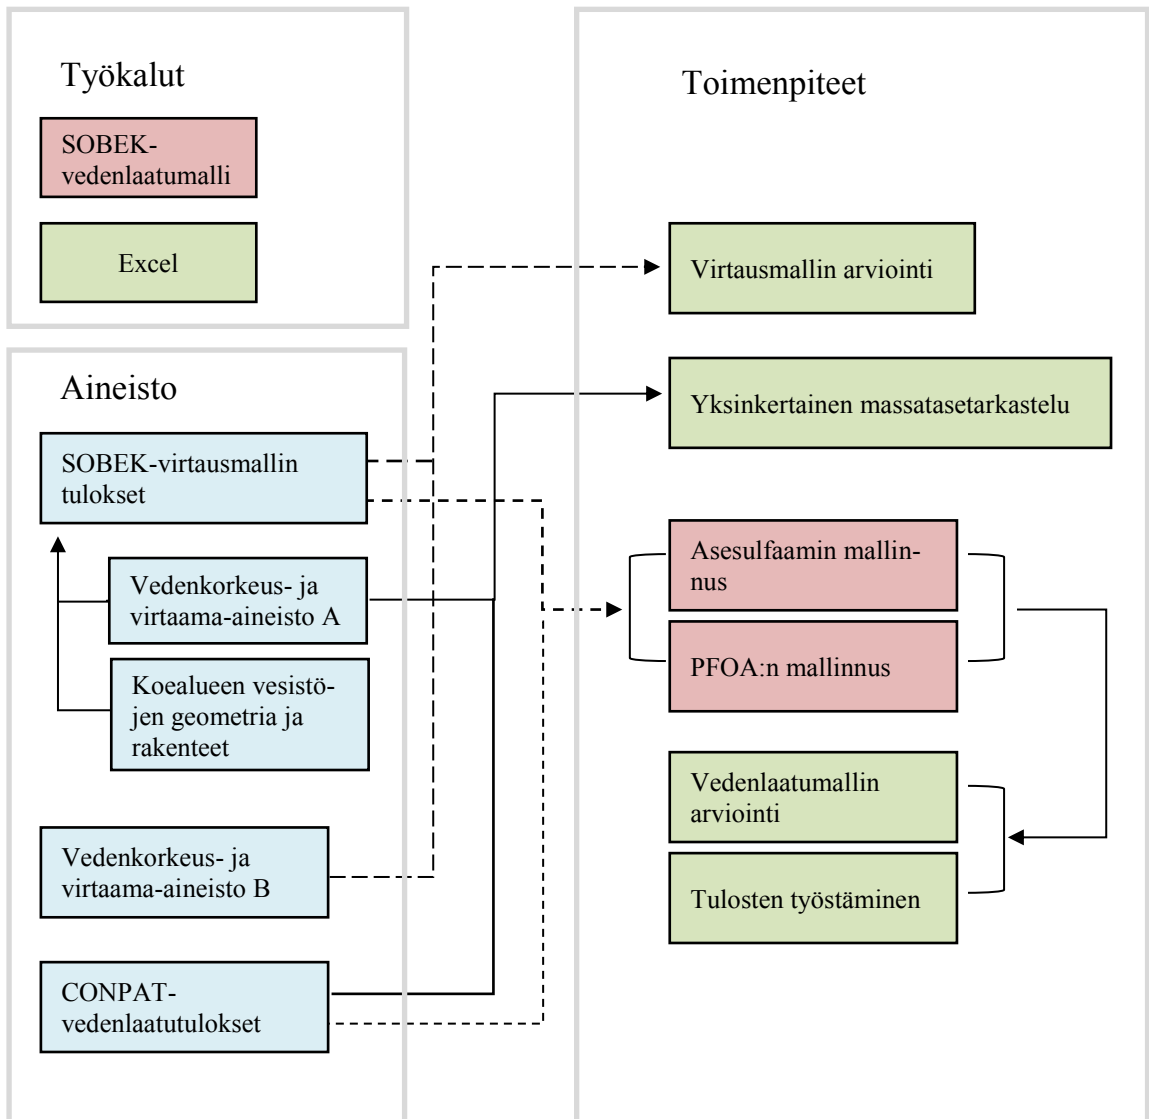 Työkalut
SOBEK-
vedenlaatumalli
Excel
Aineisto
SOBEK-virtausmallin
tulokset
Vedenkorkeus- ja
virtaama-aineisto A
Koealueen vesistö-
jen geometria ja
rakenteet
Vedenkorkeus- ja
virtaama-aineisto B
CONPAT-
vedenlaatutulokset
Toimenpiteet
Virtausmallin arviointi
Yksinkertainen massatasetarkastelu
Asesulfaamin mallin-
nus
PFOA:n mallinnus
Vedenlaatumallin
arviointi
Tulosten työstäminen